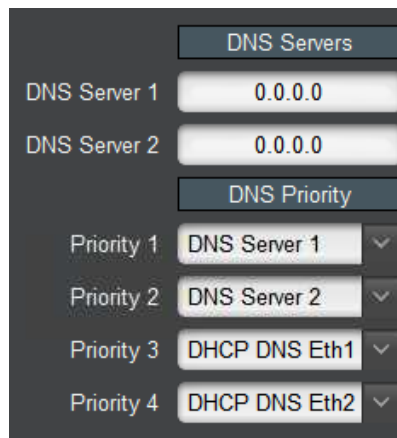 DNS Servers
DNS Server 1 0.0.0.0
DNS Server 2 0.0.0.0
DNS Priority
Priority 1 DNS Server 1
Priority 2 DNS Server 2
Priority 3 DHCP DNS Eth1
Priority 4 DHCP DNS Eth2